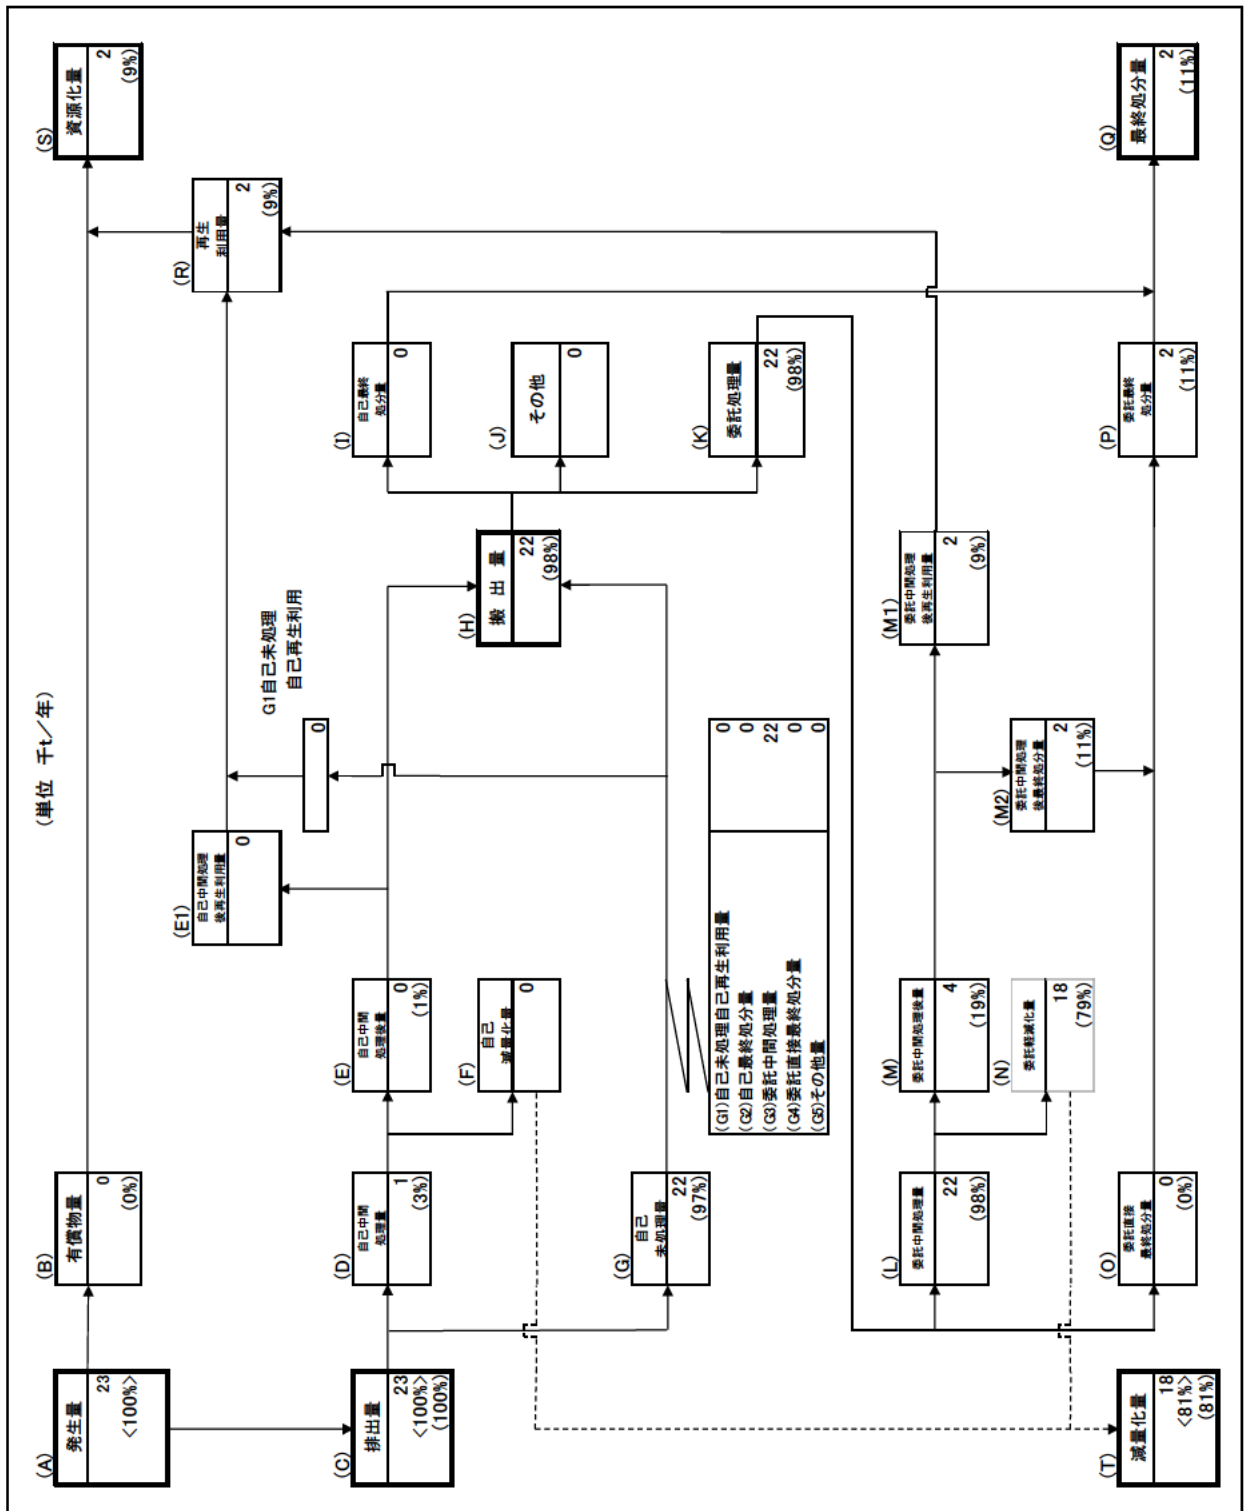 (単位 千t/年)
(A)
発生量
23
<100%>
(B)
有償物量
0
(0%)
(S)
資源化量
2
(9%)
(E1)
自己中間処理
後再生利用量
0
(R)
再生
利用量
2
(9%)
G1自己未処理
自己再生利用
0
(C)
排出量
23
<100%>
(100%)
(D)
自己中間
処理量
1
(3%)
(E)
自己中間
処理後量
0
(1%)
(F)
自己
減量化量
0
(G)
自己
未処理量
22
(97%)
(G1)自己未処理自己再生利用量 0
(G2)自己最終処分量 0
(G3)委託中間処理量 22
(G4)委託直接最終処分量 0
(G5)その他量 0
(H)
搬出量
22
(98%)
(I)
自己最終
処分量
0
(J)
その他
0
(K)
委託処理量
22
(98%)
(L)
委託中間処理量
22
(98%)
(M)
委託中間処理後量
4
(19%)
(N)
委託軽減化量
18
(79%)
(M1)
委託中間処理
後再生利用量
2
(9%)
(M2)
委託中間処理
後最終処分量
2
(11%)
(O)
委託直接
最終処分量
0
(0%)
(P)
委託最終
処分量
2
(11%)
(Q)
最終処分量
2
(11%)
(T)
減量化量
18
<81%>
(81%)